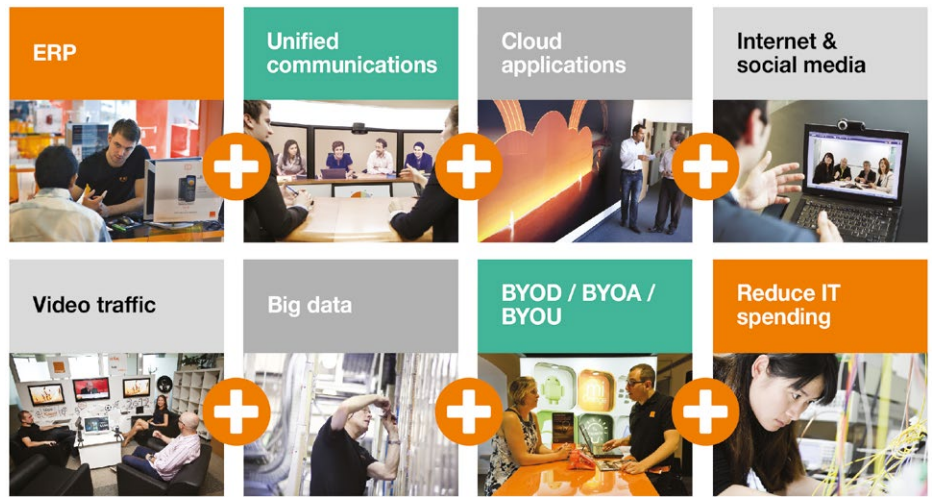 ERP
Unified
communications
Cloud
applications
Internet &
social media
Video traffic
Big data
BYOD / BYOA /
BYOU
Reduce IT
spending